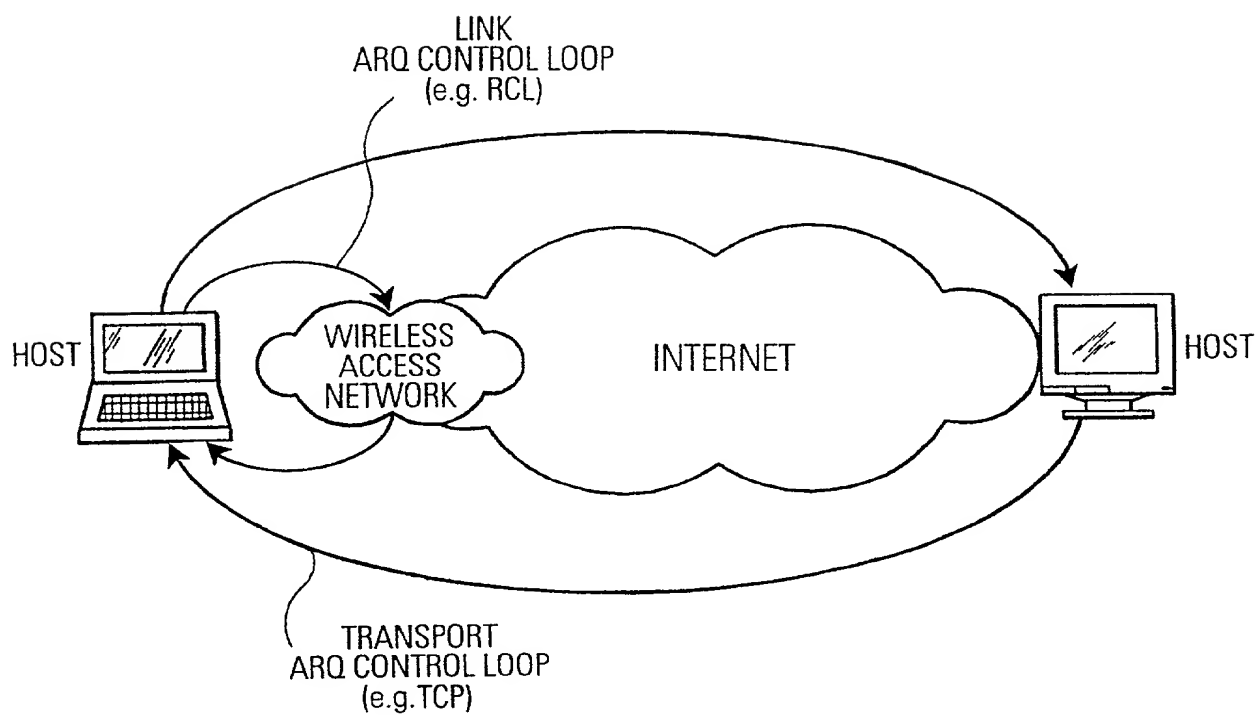 LINK
ARQ CONTROL LOOP
(e.g. RCL)
HOST
WIRELESS
ACCESS
NETWORK
INTERNET
HOST
TRANSPORT
ARQ CONTROL LOOP
(e.g.TCP)